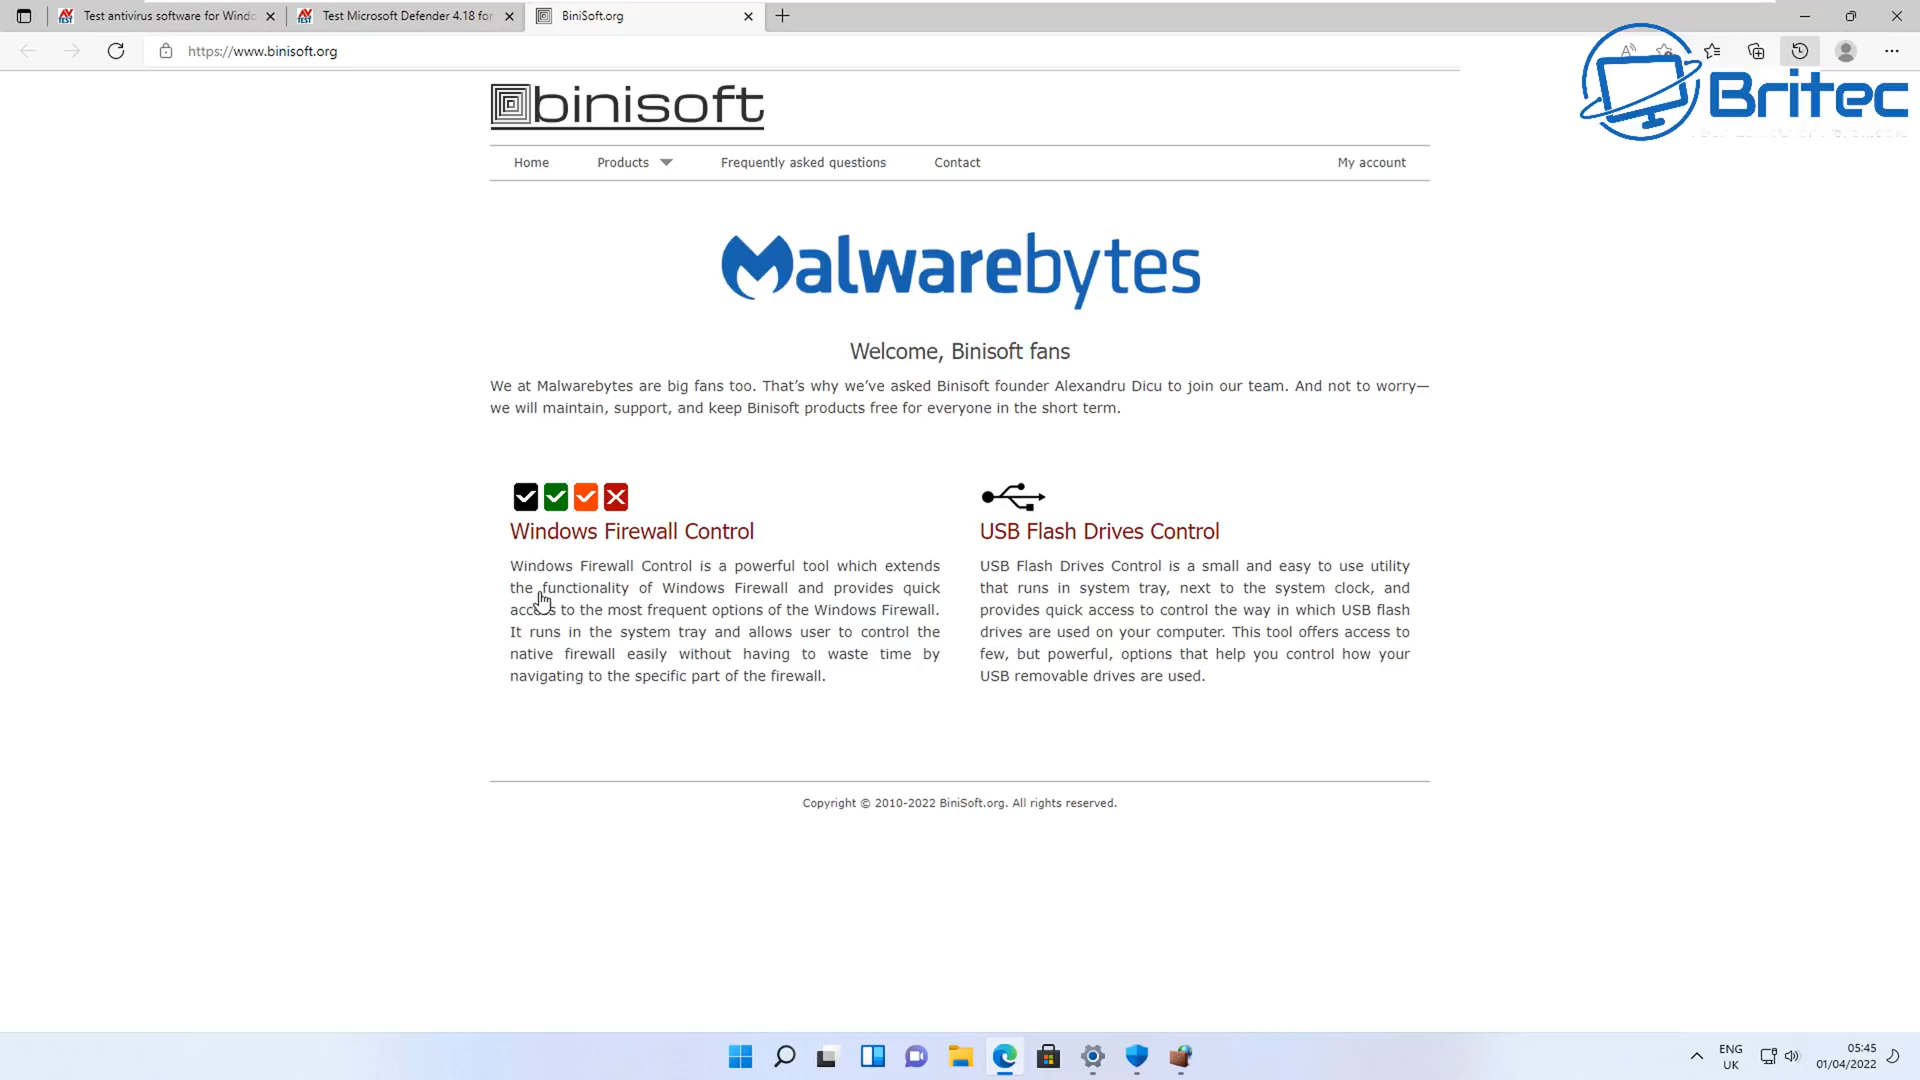 Test antivirus software for Windo
Test Microsoft Defender 4.18 for
BiniSoft.org
https://www.binisoft.org
Britec
binisoft
Home
Products
Frequently asked questions
Contact
My account
Malwarebytes
Welcome, Binisoft fans
We at Malwarebytes are big fans too. That's why we've asked Binisoft founder Alexandru Dicu to join our team. And not to worry—
we will maintain, support, and keep Binisoft products free for everyone in the short term.
Windows Firewall Control
Windows Firewall Control is a powerful tool which extends
the functionality of Windows Firewall and provides quick
access to the most frequent options of the Windows Firewall.
It runs in the system tray and allows user to control the
native firewall easily without having to waste time by
navigating to the specific part of the firewall.
USB Flash Drives Control
USB Flash Drives Control is a small and easy to use utility
that runs in system tray, next to the system clock, and
provides quick access to control the way in which USB flash
drives are used on your computer. This tool offers access to
few, but powerful, options that help you control how your
USB removable drives are used.
Copyright © 2010-2022 BiniSoft.org. All rights reserved.
ENG
UK
05:45
01/04/2022